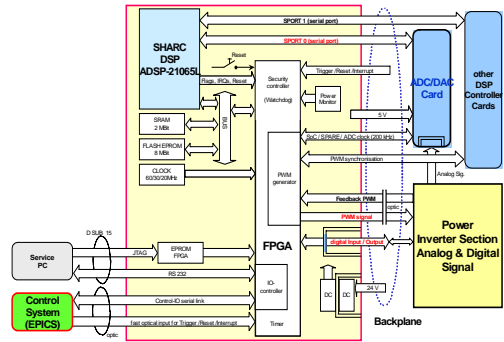 SPORT 1 (serial port)
SHARC
DSP
ADSP-21065L
SPORT 0 (serial port)
Reset
Flags, IRQs, Reset
Security
controller
(Watchdog)
Trigger /Reset /Interrupt
Power
Monitor
ADC/DAC
Card
other
DSP
Controller
Cards
SRAM
2 MBit
BUS
FLASH EPROM
8 MBit
5 V
SoC / SPARE / ADC clock (200 kHz)
CLOCK
60/30/20MHz
PWM
generator
PWM synchronisation
Analog Sig.
Feedback PWM
optic
PWM signal
Power
Inverter Section
Analog & Digital
Signal
D SUB 15
Service
PC
JTAG
EPROM
FPGA
FPGA
digital Input / Output
RS 232
IO-
controller
DC
DC
24 V
Control
System
(EPICS)
Control-IO serial link
fast optical input for Trigger /Reset /Interrupt
Timer
optic
Backplane